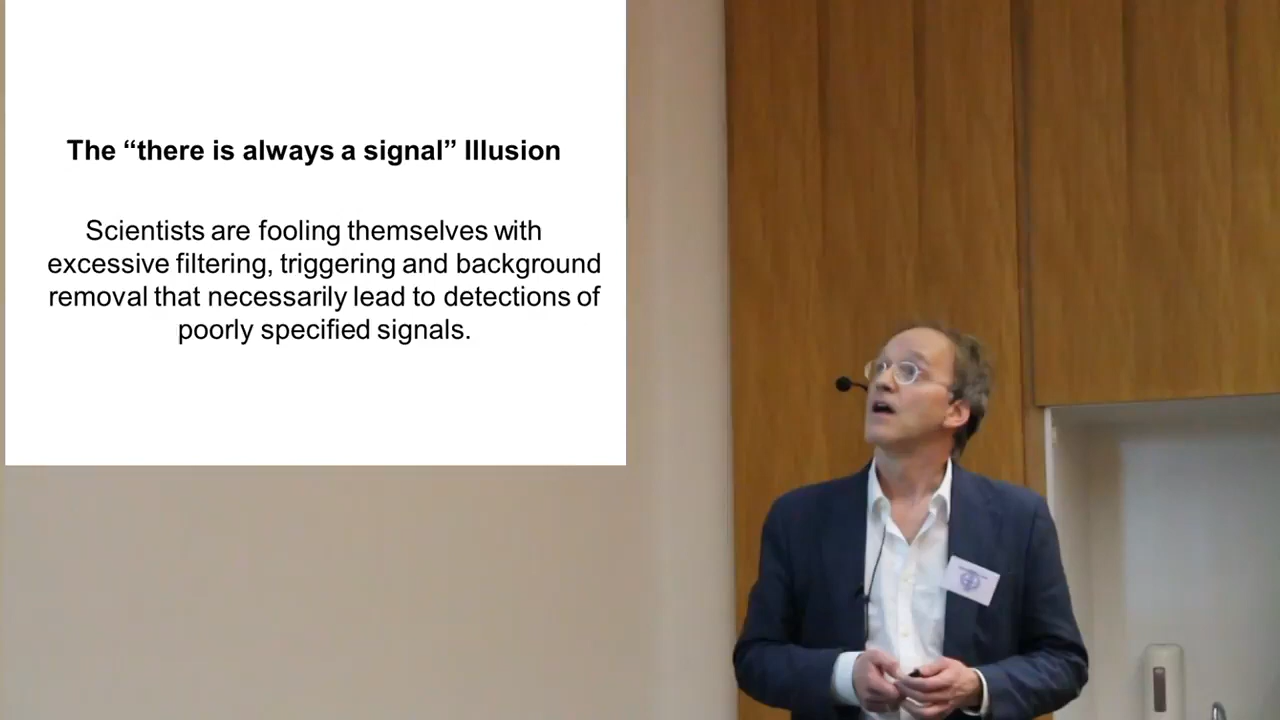 The “there is always a signal” Illusion
Scientists are fooling themselves with
excessive filtering, triggering and background
removal that necessarily lead to detections of
poorly specified signals.